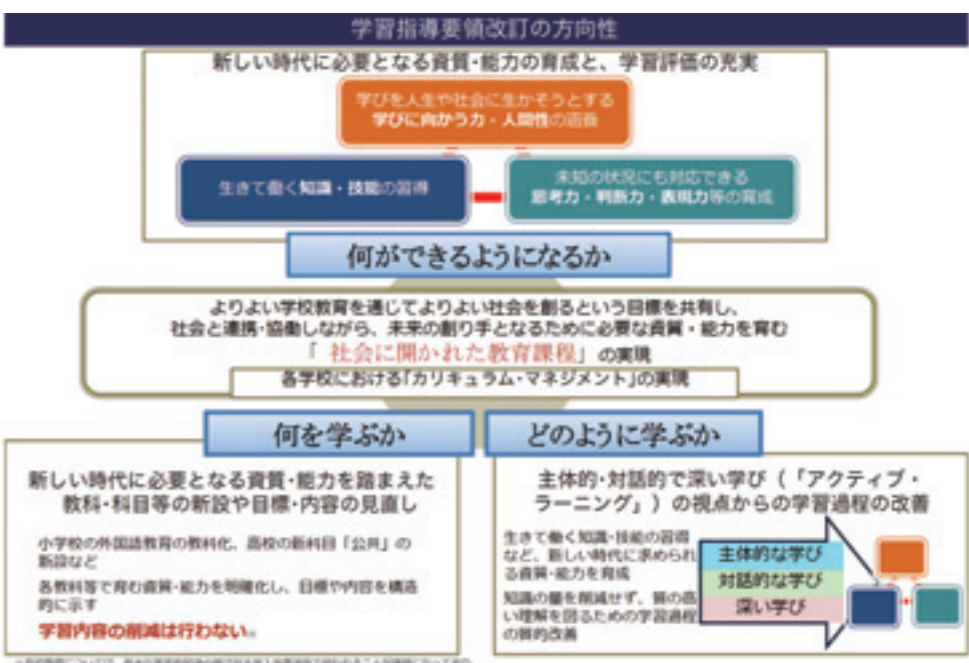 学習指導要領改訂の方向性
新しい時代に必要となる資質・能力の育成と、学習評価の充実
学びを人生や社会に生かそうとする
学びに向かう力・人間性の涵養
生きて働く知識・技能の習得
未知の状況にも対応できる
思考力・判断力・表現力等の育成
何ができるようになるか
よりよい学校教育を通じてよりよい社会を創るという目標を共有し、
社会と連携・協働しながら、未来の創り手となるために必要な資質・能力を育む
「 社会に開かれた教育課程」の実現
各学校における「カリキュラム・マネジメント」の実現
何を学ぶか
新しい時代に必要となる資質・能力を踏まえた
教科・科目等の新設や目標・内容の見直し
小学校の外国語教育の教科化、高校の新科目「公共」の
新設など
各教科等で育む資質・能力を明確化し、目標や内容を構造
的に示す
学習内容の削減は行わない※
どのように学ぶか
主体的・対話的で深い学び（「アクティブ・
ラーニング」）の視点からの学習過程の改善
生きて働く知識・技能の習得
など、新しい時代に求められ
る資質・能力を育成
知識の量を削減せず、質の高
い理解を図るための学習過程
の質的改善
主体的な学び
対話的な学び
深い学び